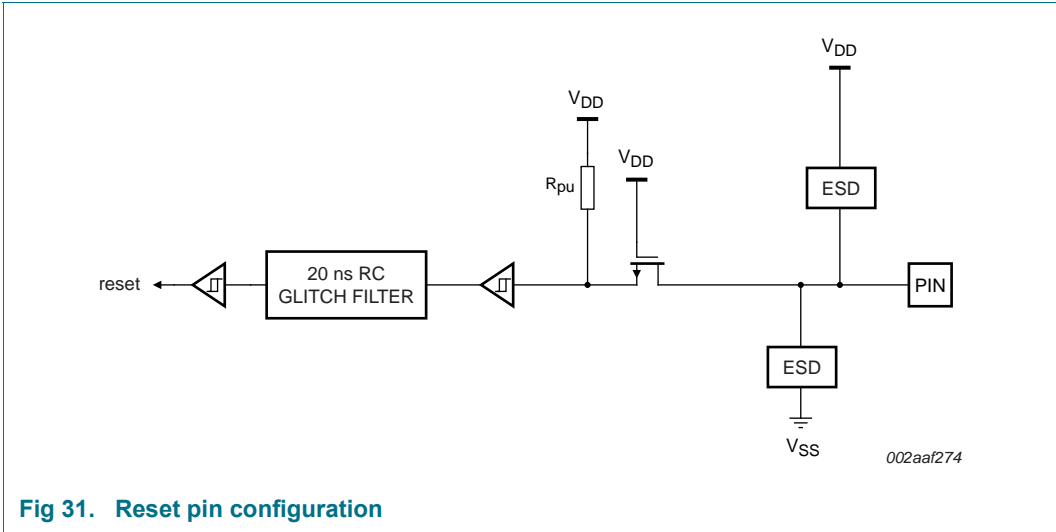 VDD
VDD
VDD
Rpu
ESD
reset
20 ns RC
GLITCH FILTER
PIN
ESD
VSS
002aaf274
Fig 31. Reset pin configuration